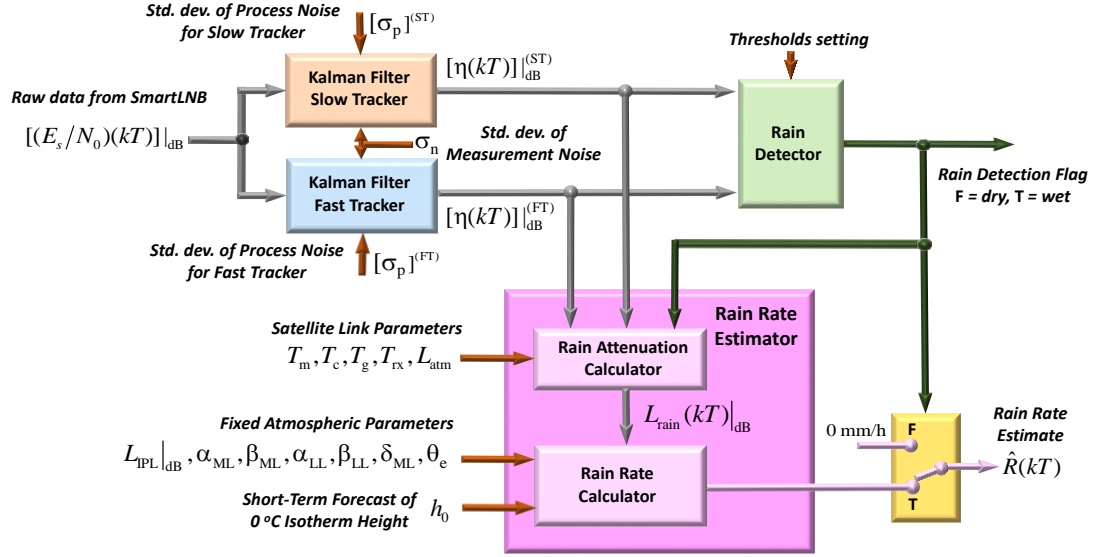 Std. dev. of Process Noise
for Slow Tracker
[σp](ST)
Kalman Filter
Slow Tracker
[η(kT)]|dB(ST)
Thresholds setting
Raw data from SmartLNB
[(Es/N0)(kT)]|dB
σn
Std. dev. of
Measurement Noise
Rain
Detector
Kalman Filter
Fast Tracker
[η(kT)]|dB(FT)
Rain Detection Flag
F = dry, T = wet
Std. dev. of Process Noise
for Fast Tracker
[σp](FT)
Rain Rate
Estimator
Satellite Link Parameters
Tm, Tc, Tg, Trx, Latm
Rain Attenuation
Calculator
Lrain(kT)|dB
Fixed Atmospheric Parameters
LIPL|dB, αML, βML, αLL, βLL, δML, θe
Rain Rate
Calculator
Short-Term Forecast of
0 °C Isotherm Height
h0
0 mm/h
F
T
Rain Rate
Estimate
R̂(kT)